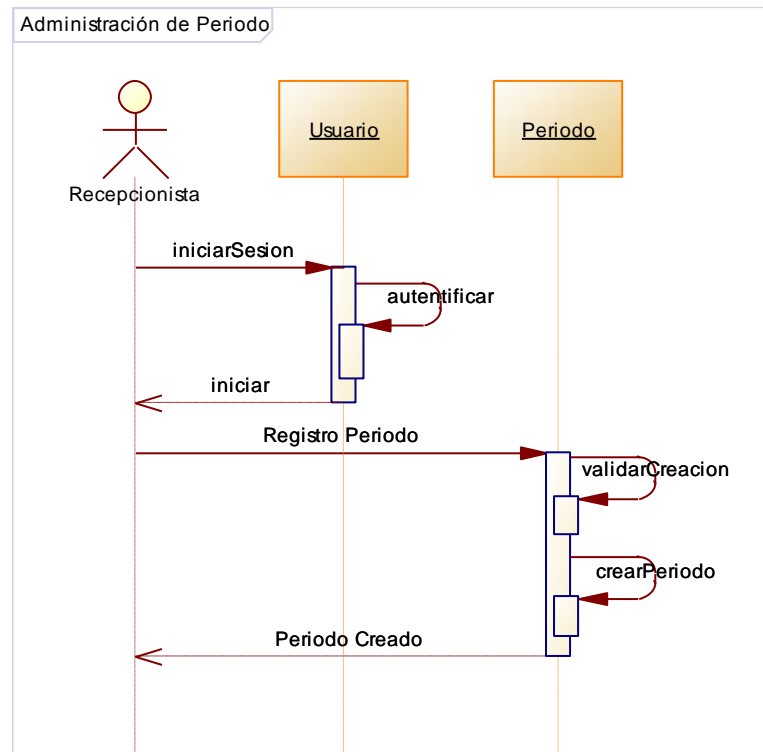 Administración de Periodo
Usuario
Periodo
Recepcionista
iniciarSesion
autentificar
iniciar
Registro Periodo
validarCreacion
crearPeriodo
Periodo Creado